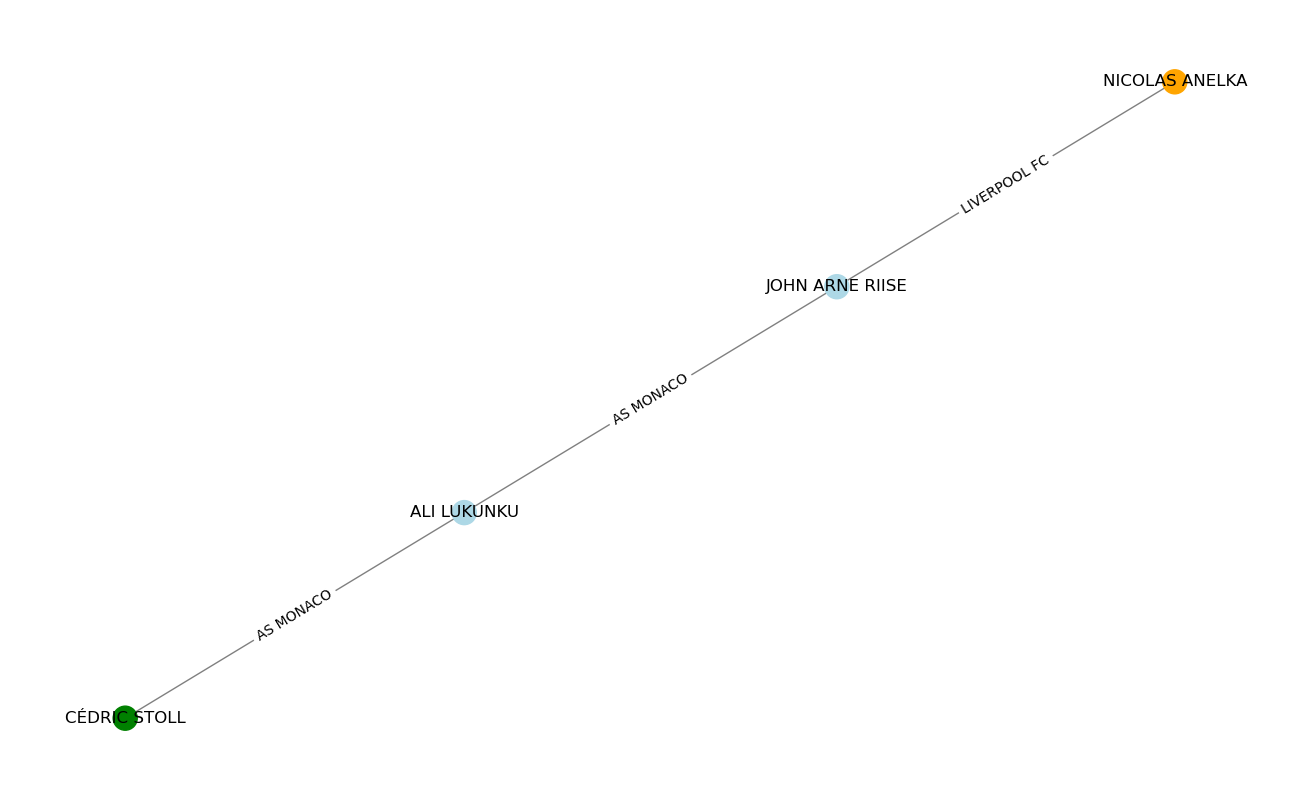 NICOLAS ANELKA
LIVERPOOL FC
JOHN ARNE RIISE
AS MONACO
ALI LUKUNKU
AS MONACO
CÉDRIC STOLL